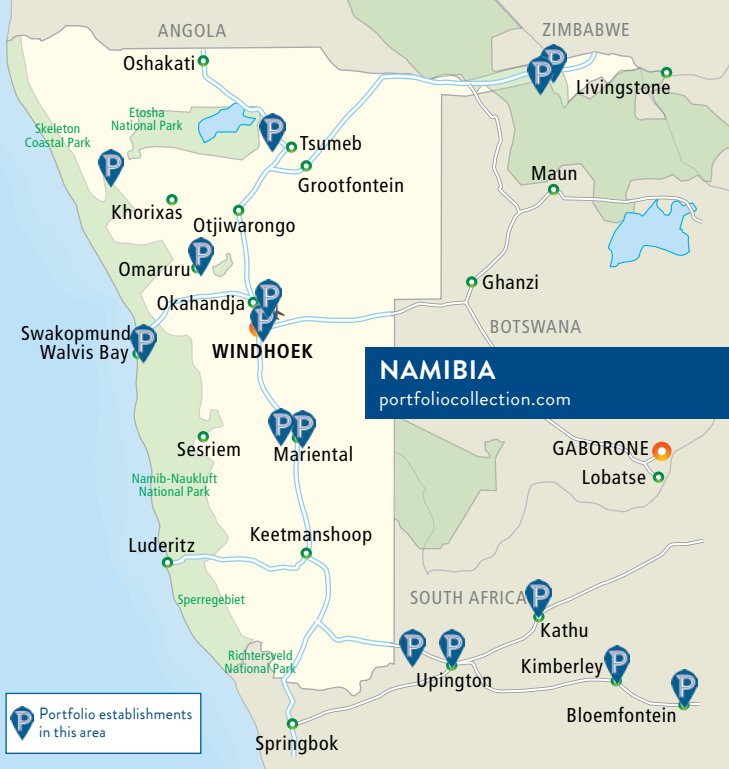 ANGOLA
ZIMBABWE
Oshakati
Livingstone
Etosha
National Park
Skeleton
Coastal Park
P
P
P
Tsumeb
P
Grootfontein
Maun
Khorixas
Otjiwarongo
P
Omaruru
Ghanzi
Okahandja
P
P
BOTSWANA
Swakopmund
Walvis Bay
P
WINDHOEK
NAMIBIA
portfoliocollection.com
P
P
Mariental
Sesriem
GABORONE
Lobatse
Namib-Naukluft
National Park
Keetmanshoop
Luderitz
Sperregebiet
SOUTH AFRICA
P
Kathu
Richtersveld
National Park
P
P
Upington
Kimberley
P
Bloemfontein
P
Springbok
P
Portfolio establishments
in this area